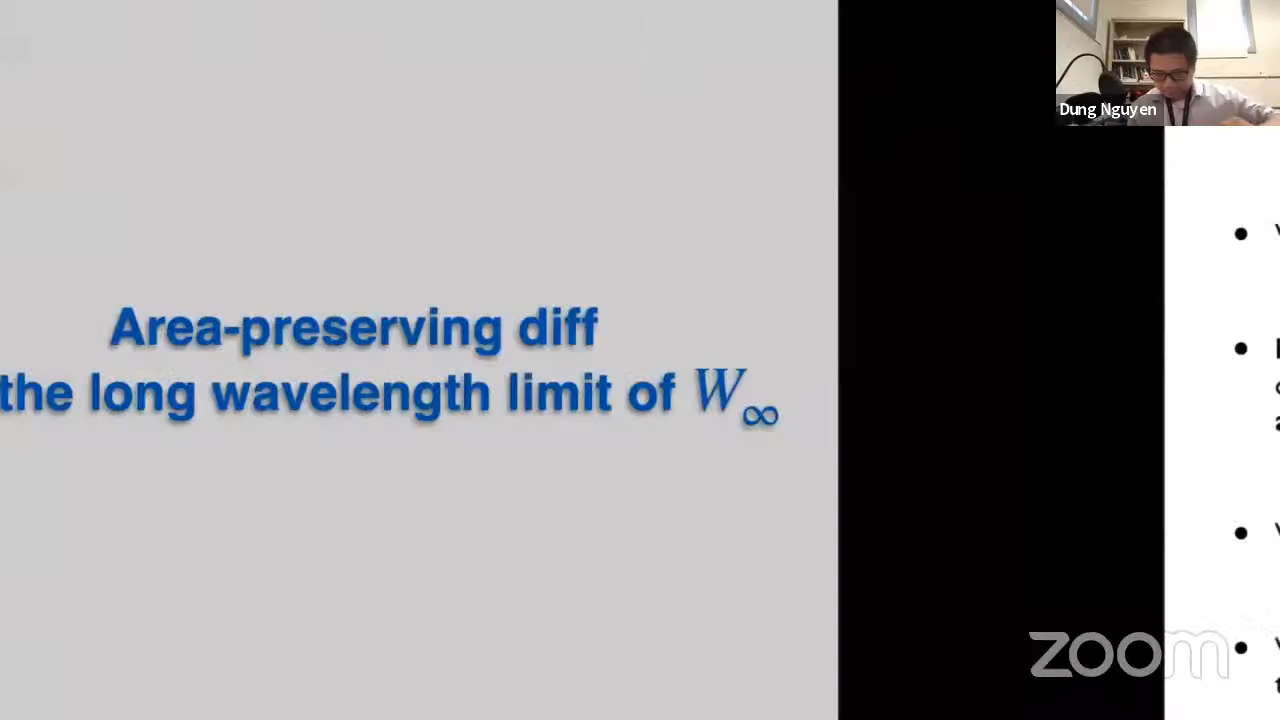 Dung Nguyen
Area-preserving diff
the long wavelength limit of W∞
zoom